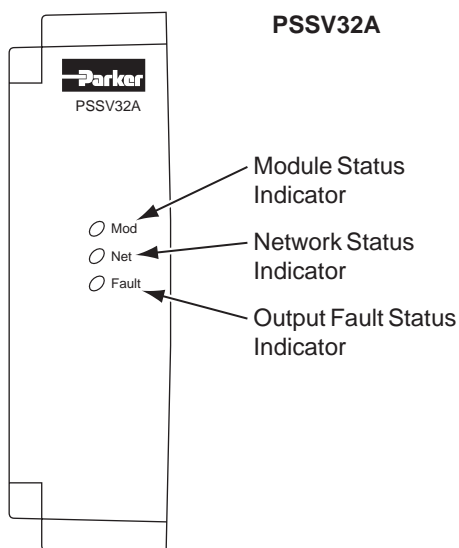 PSSV32A
Parker
PSSV32A
Mod
Net
Fault
Module Status
Indicator
Network Status
Indicator
Output Fault Status
Indicator